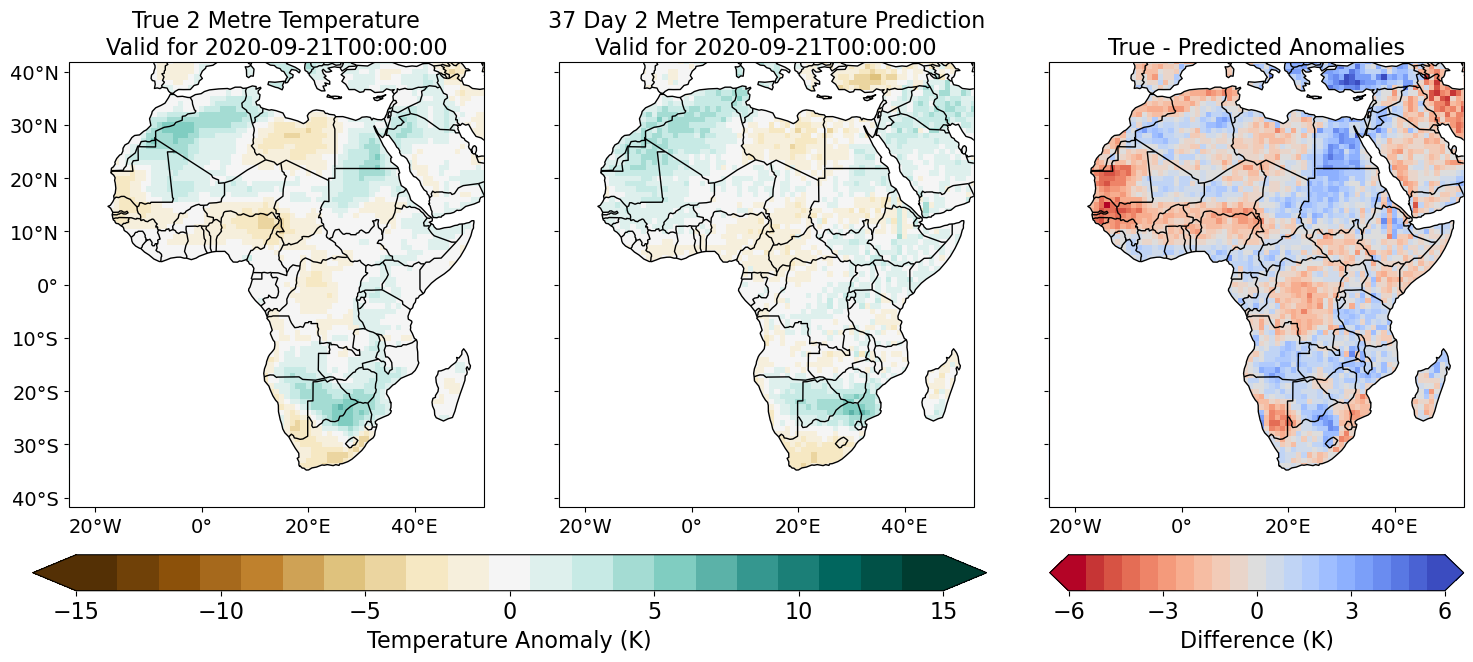 True 2 Metre Temperature
Valid for 2020-09-21T00:00:00
37 Day 2 Metre Temperature Prediction
Valid for 2020-09-21T00:00:00
True - Predicted Anomalies
40°N
30°N
20°N
10°N
0°
10°S
20°S
30°S
40°S
20°W 0° 20°E 40°E
20°W 0° 20°E 40°E
20°W 0° 20°E 40°E
−15 −10 −5 0 5 10 15
Temperature Anomaly (K)
−6 −3 0 3 6
Difference (K)